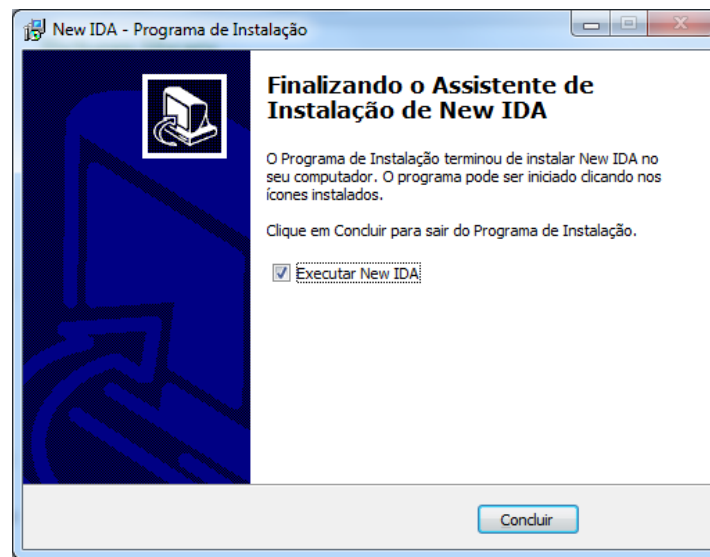 New IDA - Programa de Instalação
Finalizando o Assistente de
Instalação de New IDA
O Programa de Instalação terminou de instalar New IDA no
seu computador. O programa pode ser iniciado clicando nos
ícones instalados.
Clique em Concluir para sair do Programa de Instalação.
Executar New IDA
Concluir